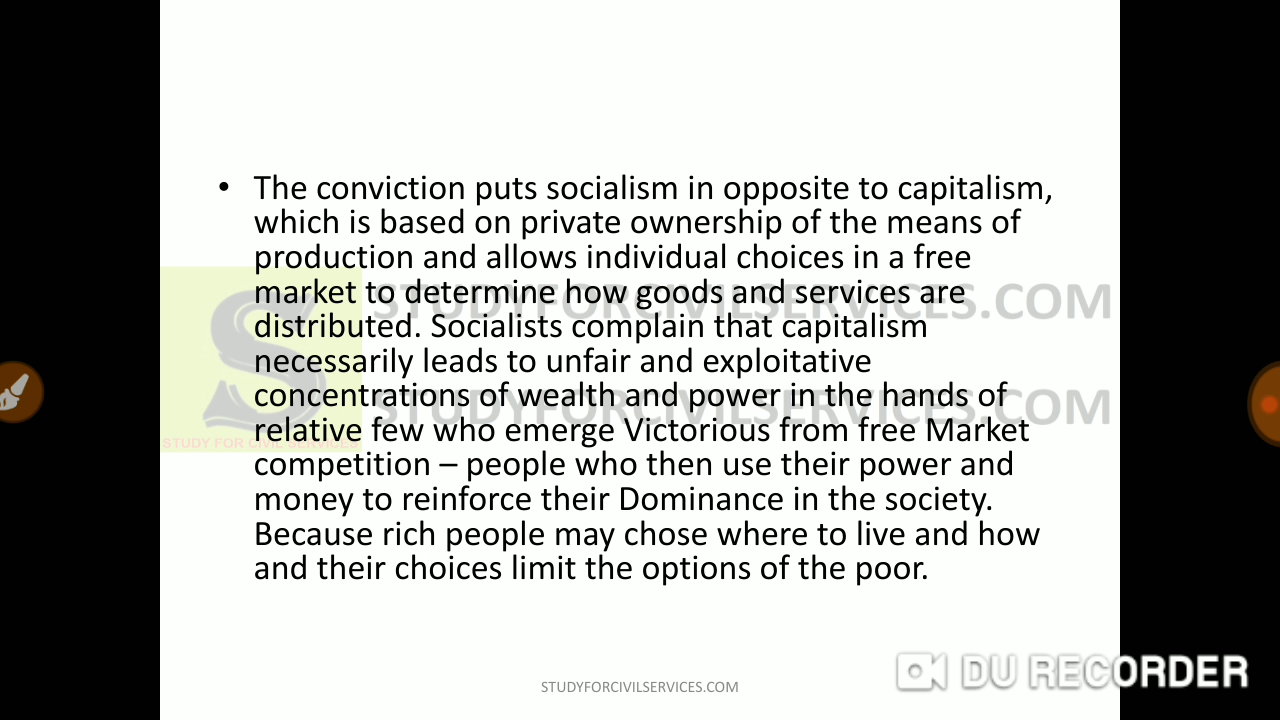 • The conviction puts socialism in opposite to capitalism,
which is based on private ownership of the means of
production and allows individual choices in a free
market to determine how goods and services are
distributed. Socialists complain that capitalism
necessarily leads to unfair and exploitative
concentrations of wealth and power in the hands of
relative few who emerge Victorious from free Market
competition – people who then use their power and
money to reinforce their Dominance in the society.
Because rich people may chose where to live and how
and their choices limit the options of the poor.
STUDYFORCIVILSERVICES.COM
STUDYFORCIVILSERVICES.COM
S
STUDY FOR CIVIL SERVICES
STUDYFORCIVILSERVICES.COM
DU RECORDER